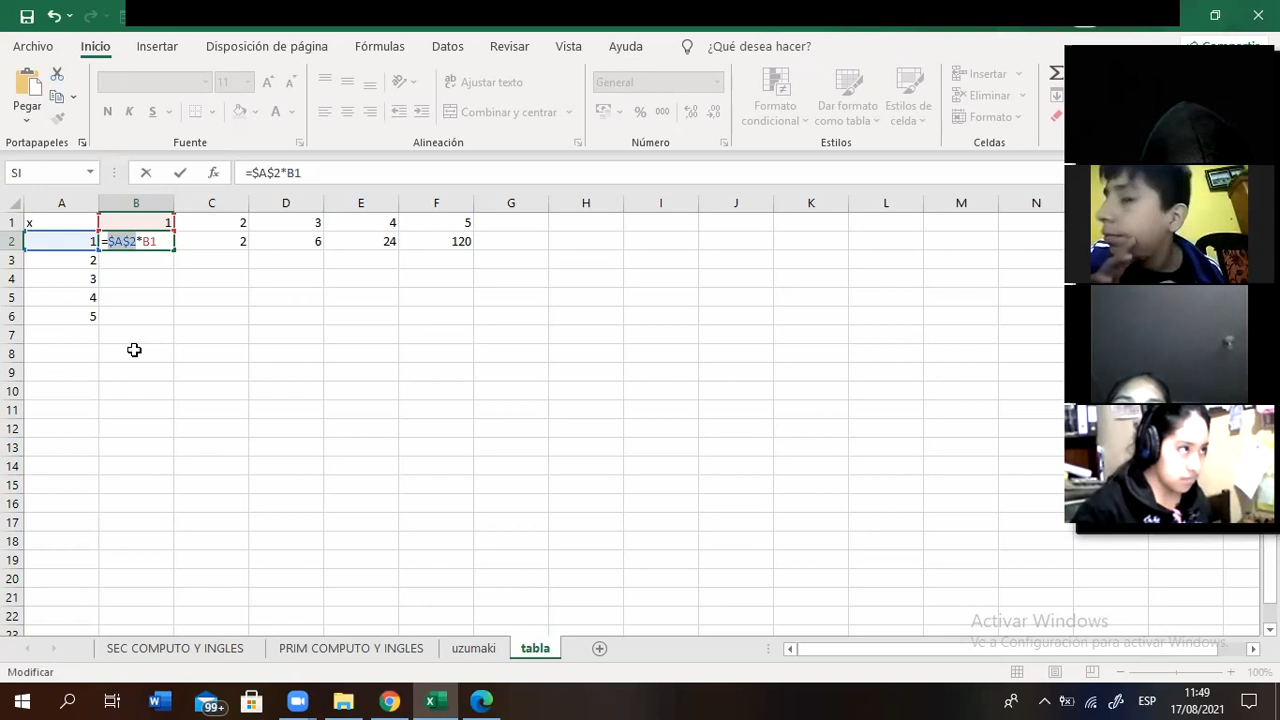 Archivo Inicio Insertar Disposición de página Fórmulas Datos Revisar Vista Ayuda ¿Qué desea hacer? Compartir
Pegar
11
N K S
A A
Ajustar texto
Combinar y centrar
General
% 000
Formato condicional
Dar formato como tabla
Estilos de celda
Insertar
Eliminar
Formato
Σ
Portapapeles Fuente Alineación Número Estilos Celdas
SI fx =$A$2*B1
A B C D E F G H I J K L M N
1 x 1 2 3 4 5
2 1 =$A$2*B1 2 6 24 120
3 2
4 3
5 4
6 5
7
8
9
10
11
12
13
14
15
16
17
18
19
20
21
22
23
Activar Windows
Ve a Configuración para activar Windows.
SEC COMPUTO Y INGLES PRIM COMPUTO Y INGLES uzumaki tabla
Modificar 100%
99+ ESP 11:49
17/08/2021